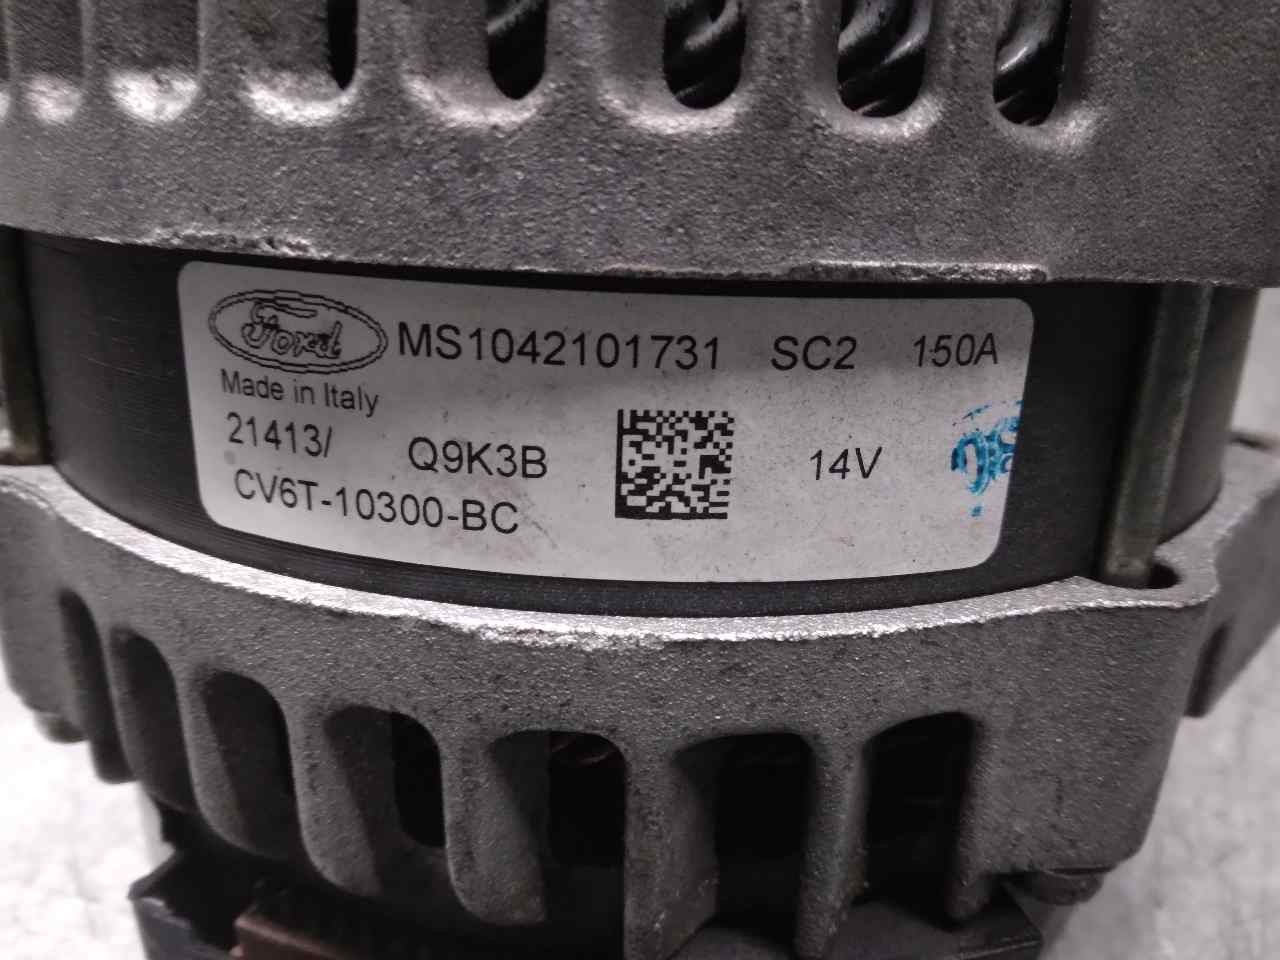 Ford MS1042101731 SC2 150A
Made in Italy
21413/ Q9K3B 14V
CV6T-10300-BC